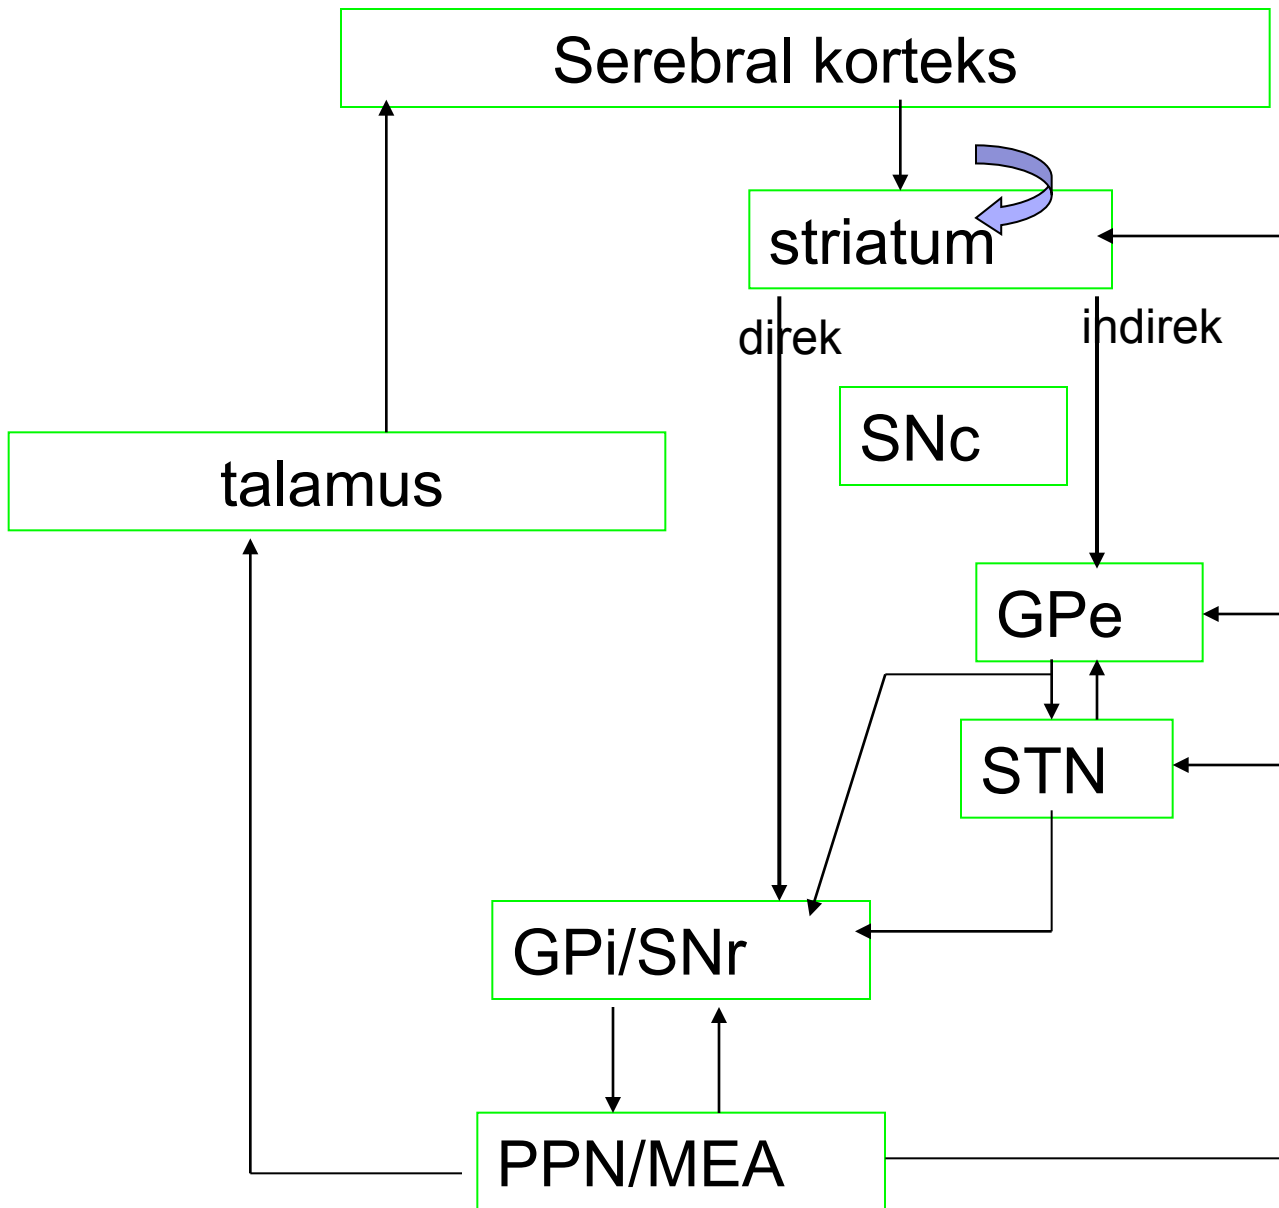 Serebral korteks
striatum
direk
indirek
SNc
talamus
GPe
STN
GPi/SNr
PPN/MEA